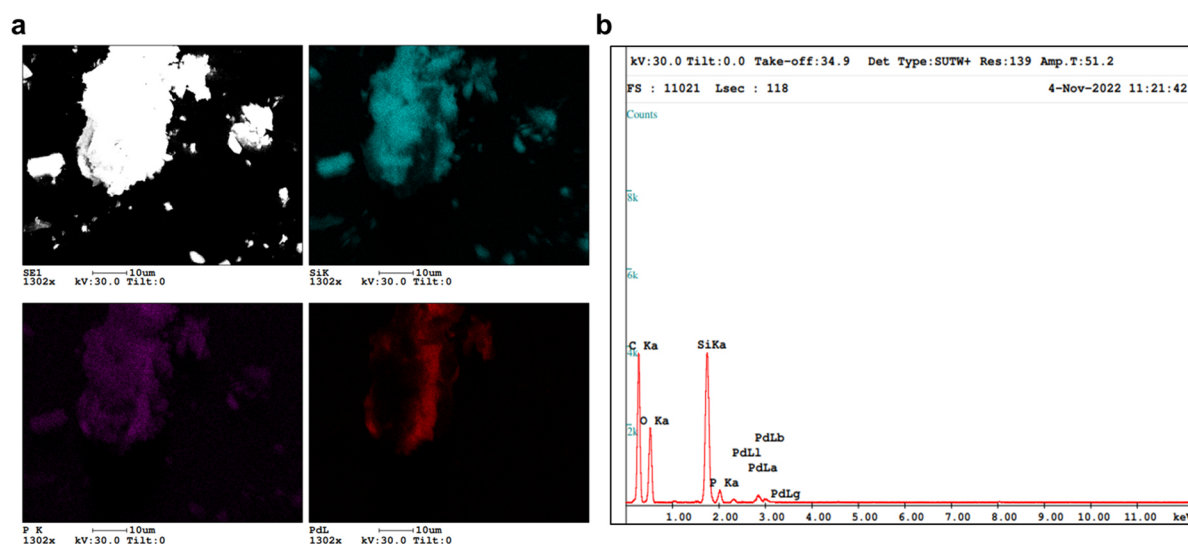 a
SE1 10um
1302x kV:30.0 Tilt:0
SiK 10um
1302x kV:30.0 Tilt:0
P K 10um
1302x kV:30.0 Tilt:0
PdL 10um
1302x kV:30.0 Tilt:0
b
kV:30.0 Tilt:0.0 Take-off:34.9 Det Type:SUTW+ Res:139 Amp.T:51.2
FS : 11021 Lsec : 118 4-Nov-2022 11:21:42
Counts
8k
6k
4k
2k
C Ka
O Ka
SiKa
P Ka
PdLl
PdLb
PdLa
PdLg
1.00 2.00 3.00 4.00 5.00 6.00 7.00 8.00 9.00 10.00 11.00 keV